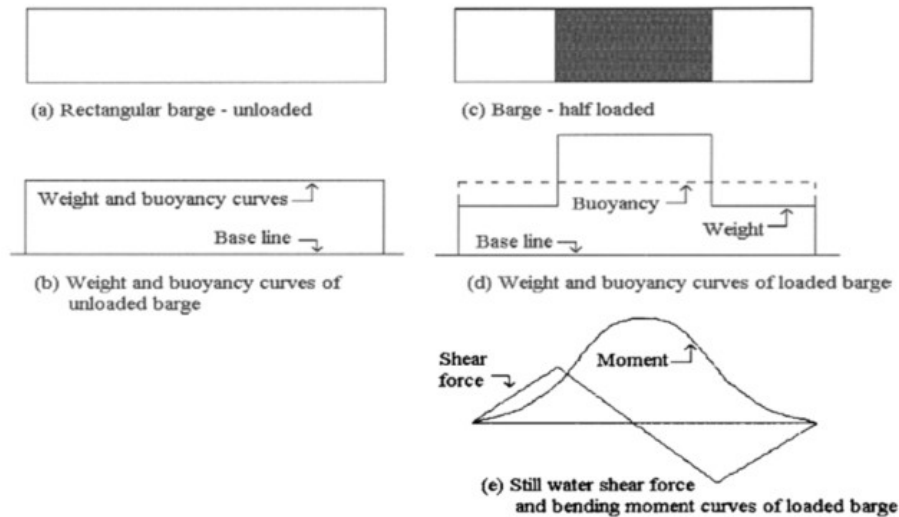 (a) Rectangular barge - unloaded
(c) Barge - half loaded
Weight and buoyancy curves
Base line
(b) Weight and buoyancy curves of
unloaded barge
Buoyancy
Weight
Base line
(d) Weight and buoyancy curves of loaded barge
Shear
force
Moment
(e) Still water shear force
and bending moment curves of loaded barge